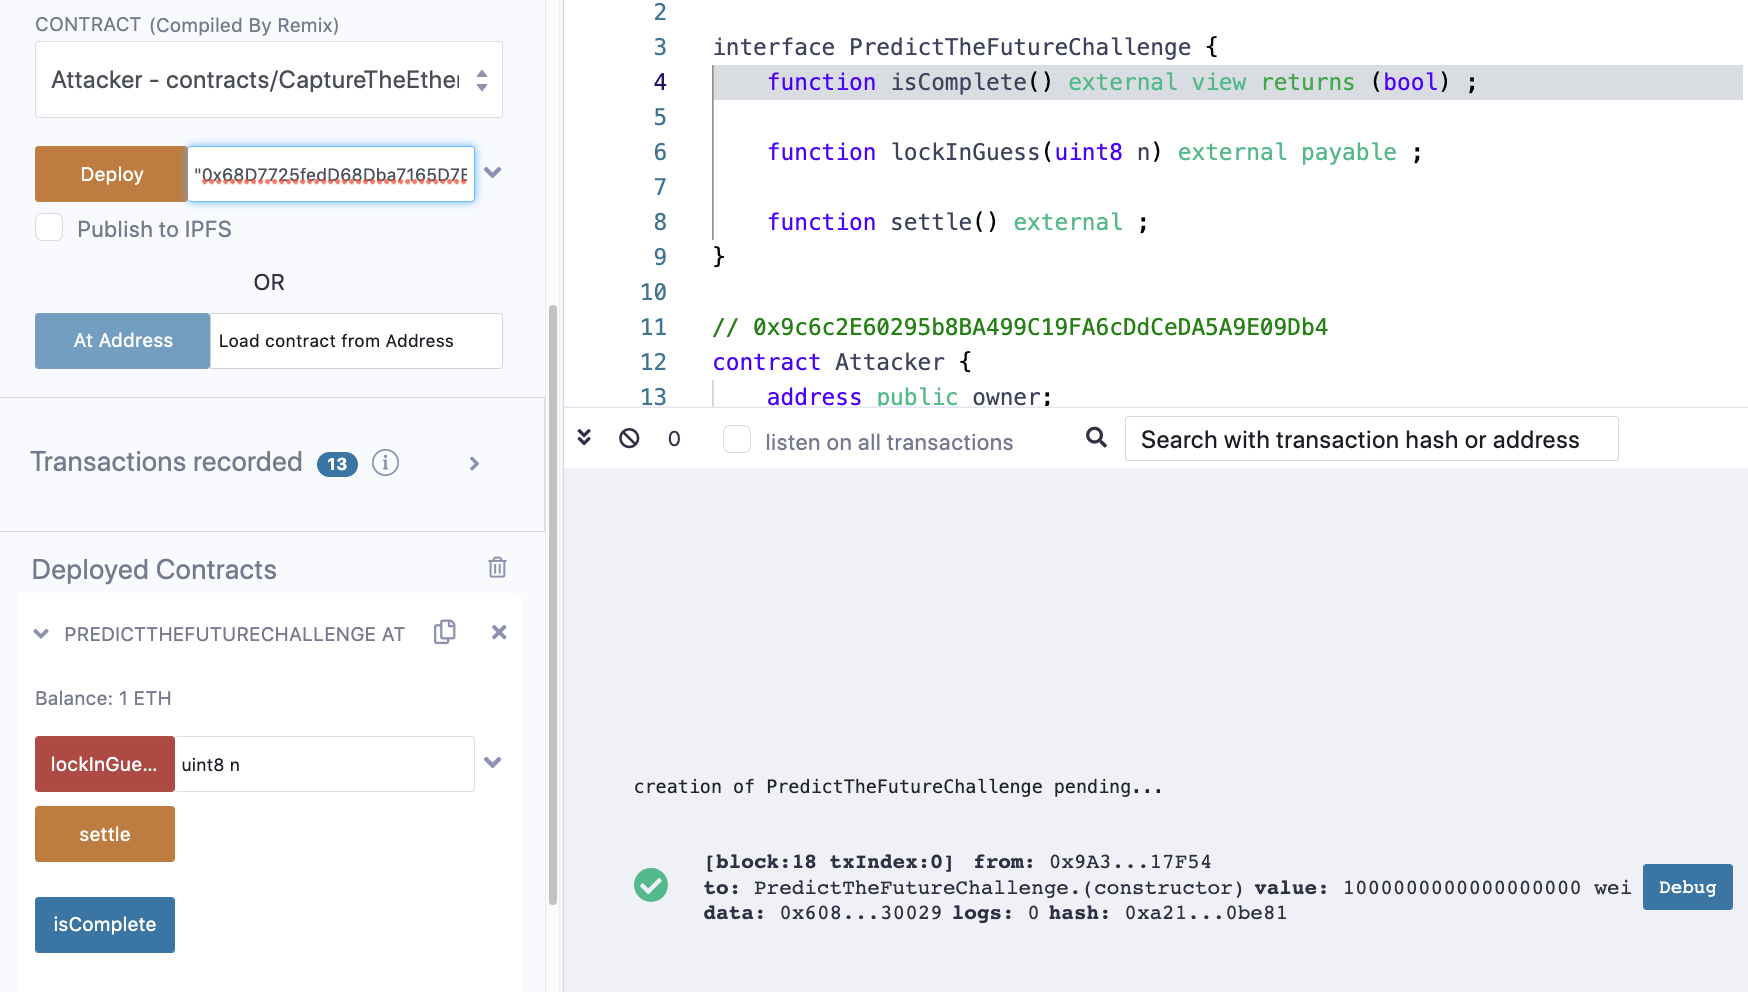 CONTRACT (Compiled By Remix)
Attacker - contracts/CaptureTheEther
Deploy
"0x68D7725fedD68Dba7165D7E
Publish to IPFS
OR
At Address
Load contract from Address
Transactions recorded 13 i
Deployed Contracts
PREDICTTHEFUTURECHALLENGE AT
Balance: 1 ETH
lockInGue...
uint8 n
settle
isComplete
2
3 interface PredictTheFutureChallenge {
4 function isComplete() external view returns (bool) ;
5
6 function lockInGuess(uint8 n) external payable ;
7
8 function settle() external ;
9 }
10
11 // 0x9c6c2E60295b8BA499C19FA6cDdCeDA5A9E09Db4
12 contract Attacker {
13 address public owner;
0
listen on all transactions
Search with transaction hash or address
creation of PredictTheFutureChallenge pending...
[block:18 txIndex:0] from: 0x9A3...17F54
to: PredictTheFutureChallenge.(constructor) value: 1000000000000000000 wei
data: 0x608...30029 logs: 0 hash: 0xa21...0be81
Debug